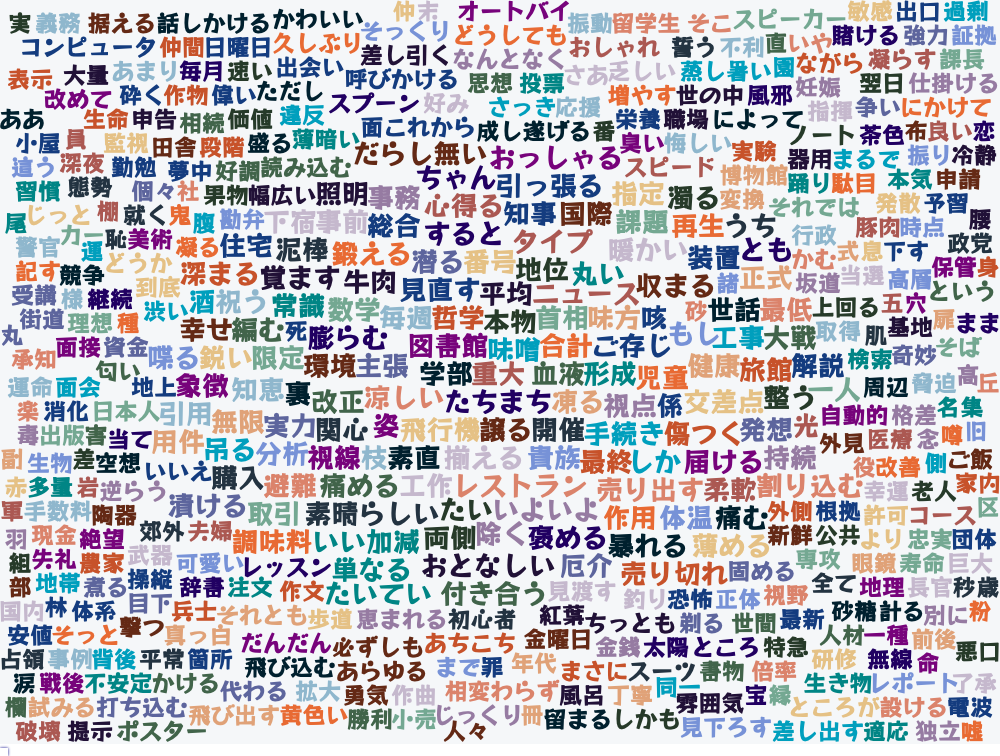 実 義務 据える 話しかける かわいい 仲 末 オートバイ 振動 留学生 そこ スピーカー 敏感 出口 過剰
コンピュータ 仲間 日曜日 久しぶり そっくり どうしても おしゃれ 誓う 不利 直 いや 賭ける 強力 証拠
表示 大量 あまり 毎月 速い 出会い 差し引く なんとなく さあ 乏しい 蒸し暑い 園 ながら 凝らす 課長
改めて 砕く 作物 偉い ただし 呼びかける 思想 投票 増やす 世の中 風邪 妊娠 翌日 仕掛ける
ああ 生命 申告 相続 価値 違反 スプーン 好み さっき 応援 栄養 職場 によって 指揮 争い にかけて
小屋 員 監視 田舎 段階 盛る 薄暗い 面 これから 成し遂げる 番 臭い 悔しい 実験 ノート 茶色 布 良い 恋
違う 深夜 勤勉 夢中 好調 読み込む だらし無い おっしゃる スピード 博物館 器用 まるで 振り 冷静
習慣 態勢 個々 社 果物 幅広い 照明 事務 ちゃん 引っ張る 指定 濁る 変換 踊り 駄目 本気 申請
尾 じっと 棚 就く 鬼 腹 勘弁 下宿 事前 総合 心得る 知事 国際 課題 再生 うち それでは 発散 予習 腰
警官 カー 運 恥 美術 凝る 住宅 泥棒 鍛える すると タイプ 暖かい 装置 とも 行政 豚肉 時点 政党
記す 競争 どうか 到底 深まる 覚ます 牛肉 潜る 番号 地位 丸い 収まる 諸 正式 かむ 式 息 下す 保管 身
受講 様 継続 渋い 酒 祝う 常識 数学 見直す 平均 ニュース 砂 世話 最低 坂道 当選 高層 という
丸 街道 理想 種 幸せ 編む 死 膨らむ 毎週 哲学 本物 首相 味方 咳 もし 工事 大戦 上回る 取得 五 穴 肌 基地 扉 まま
承知 面接 資金 喋る 鋭い 限定 環境 主張 図書館 味噌 合計 ご存じ 健康 旅館 解説 検索 奇妙 そば
運命 面会 匂い 地上 象徴 知恵 裏 改正 涼しい 学部 重大 血液 形成 児童 交差点 整う 一人 周辺 脅迫 高 丘
楽 消化 日本人 引用 無限 実力 関心 姿 たちまち 凍る 視点 係 発想 光 自動的 格差 名 集
毒 出版 書 当て 用件 吊る 分析 視線 枝 飛行機 譲る 開催 手続き 傷つく 外見 医療 念 噂 旧
副 生物 差 空想 いいえ 購入 避難 痛める 素直 揃える 貴族 最終 しか 届ける 持続 役 改善 側 ご飯
赤 多量 岩 逆らう 漬ける 工作 レストラン 売り出す 柔軟 割り込む 幸運 老人 家内
軍 手数料 陶器 取引 素晴らしい たい いよいよ 作用 体温 痛む 外側 根拠 許可 コース 区
羽 現金 絶望 郊外 夫婦 調味料 いい加減 両側 除く 褒める 暴れる 薄める 新鮮 公共 より 忠実 団体
組 失礼 農家 武器 可愛い レッスン 単なる おとなしい 厄介 売り切れ 固める 専攻 眼鏡 寿命 巨大
部 地帯 煮る 操縦 辞書 注文 作文 たいてい 付き合う 見渡す 釣り 恐怖 正体 視野 全て 地理 長官 秒 歳
国内 林 体系 目下 兵士 それとも 歩道 恵まれる 初心者 紅葉 ちっとも 剃る 世間 最新 砂糖 計る 別に 粉
安値 そっと 撃つ 真っ白 だんだん 必ずしも あちこち 金曜日 金銭 太陽 ところ 特急 人材 一種 前後 悪口
占領 事例 背後 平常 箇所 飛び込む あらゆる まで 罪 年代 まさに スーツ 書物 倍率 研修 無線 命
涙 戦後 不安定 かける 代わる 拡大 勇気 作曲 相変わらず 風呂 丁寧 同一 雰囲気 宝 緑 生き物 レポート 了承
欄 試みる 打ち込む 飛び出す 黄色い 勝利 小売 じっくり 冊 留まる しかも 見下ろす ところが 設ける 電波
破壊 提示 ポスター 人々 差し出す 適応 独立 嘘